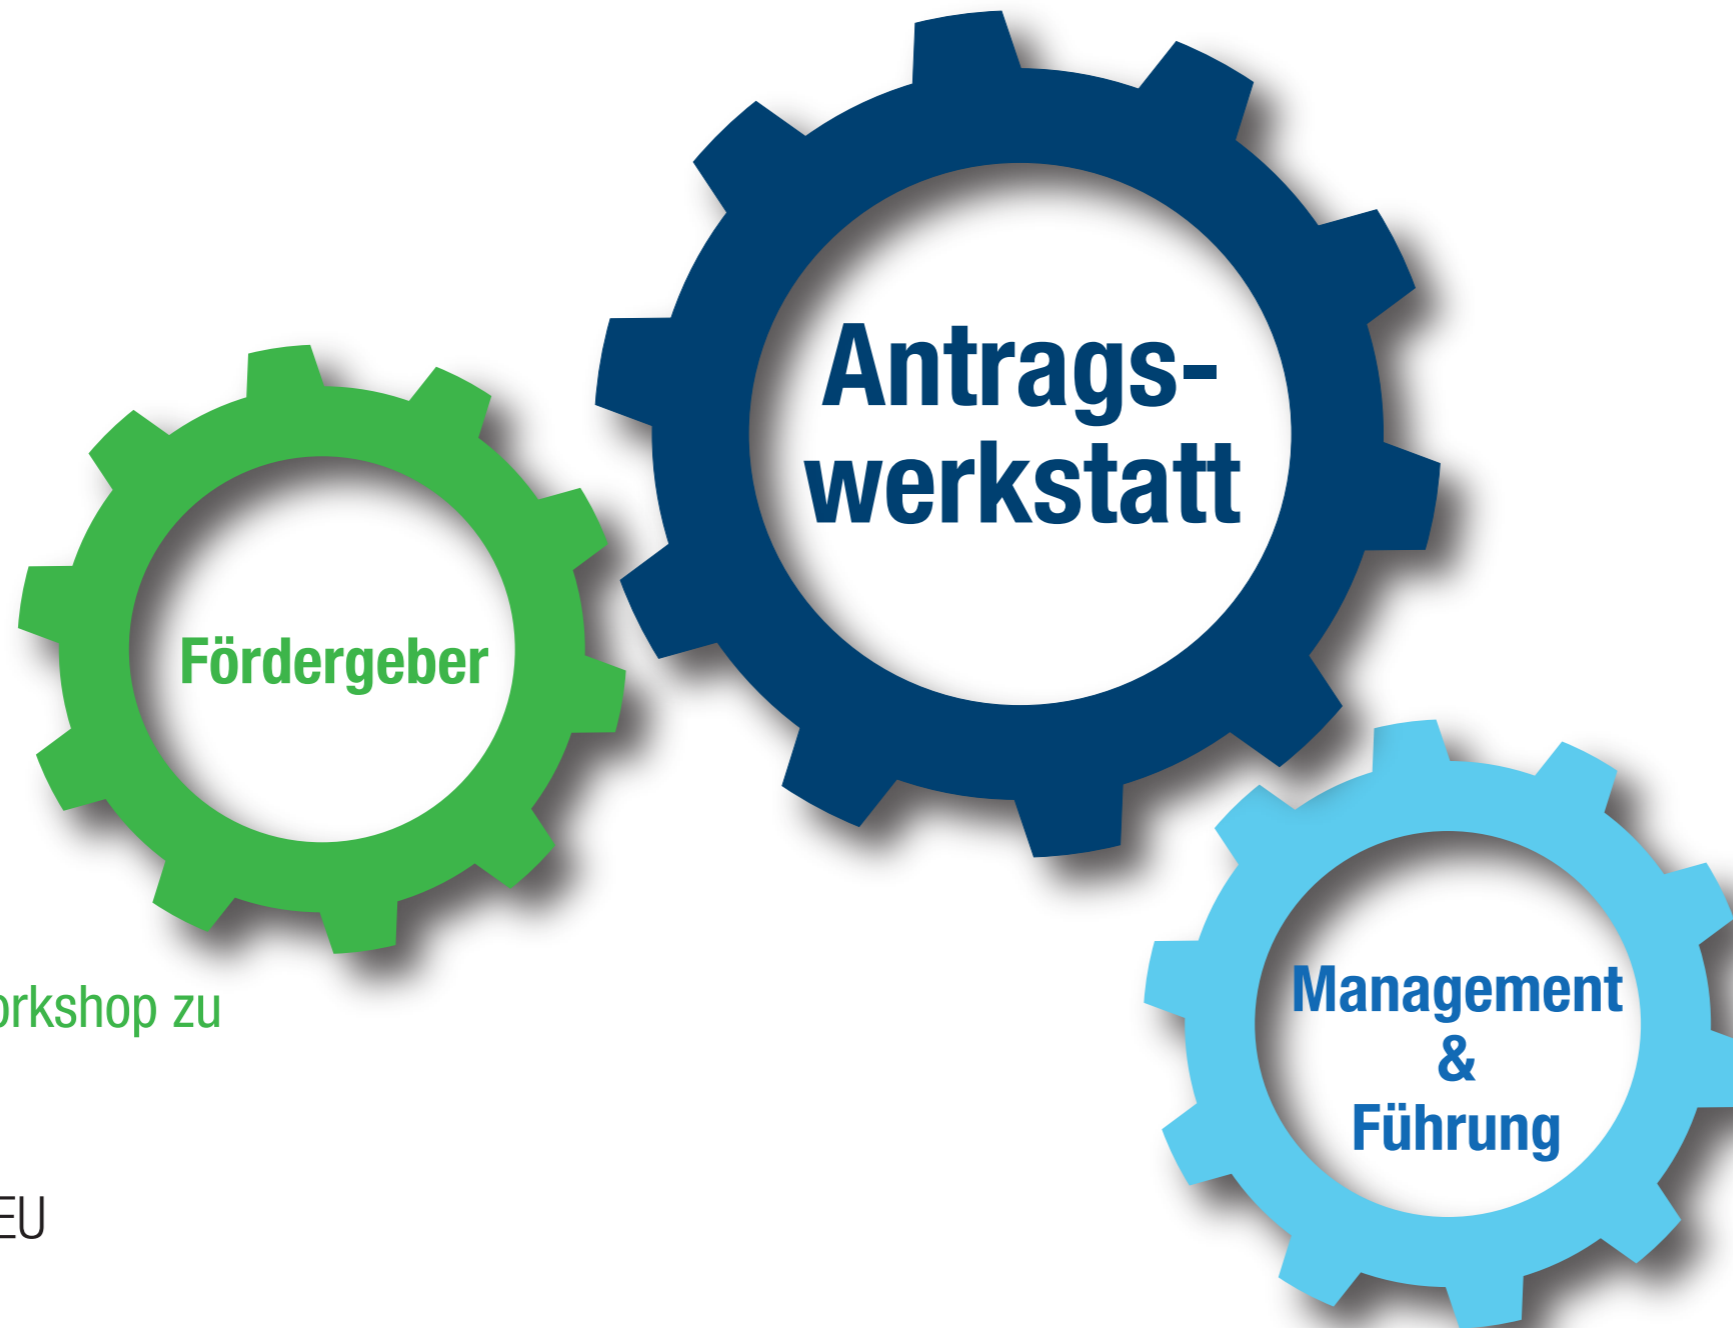 Antrags-
werkstatt
Fördergeber
Management
&
Führung
orkshop zu
EU